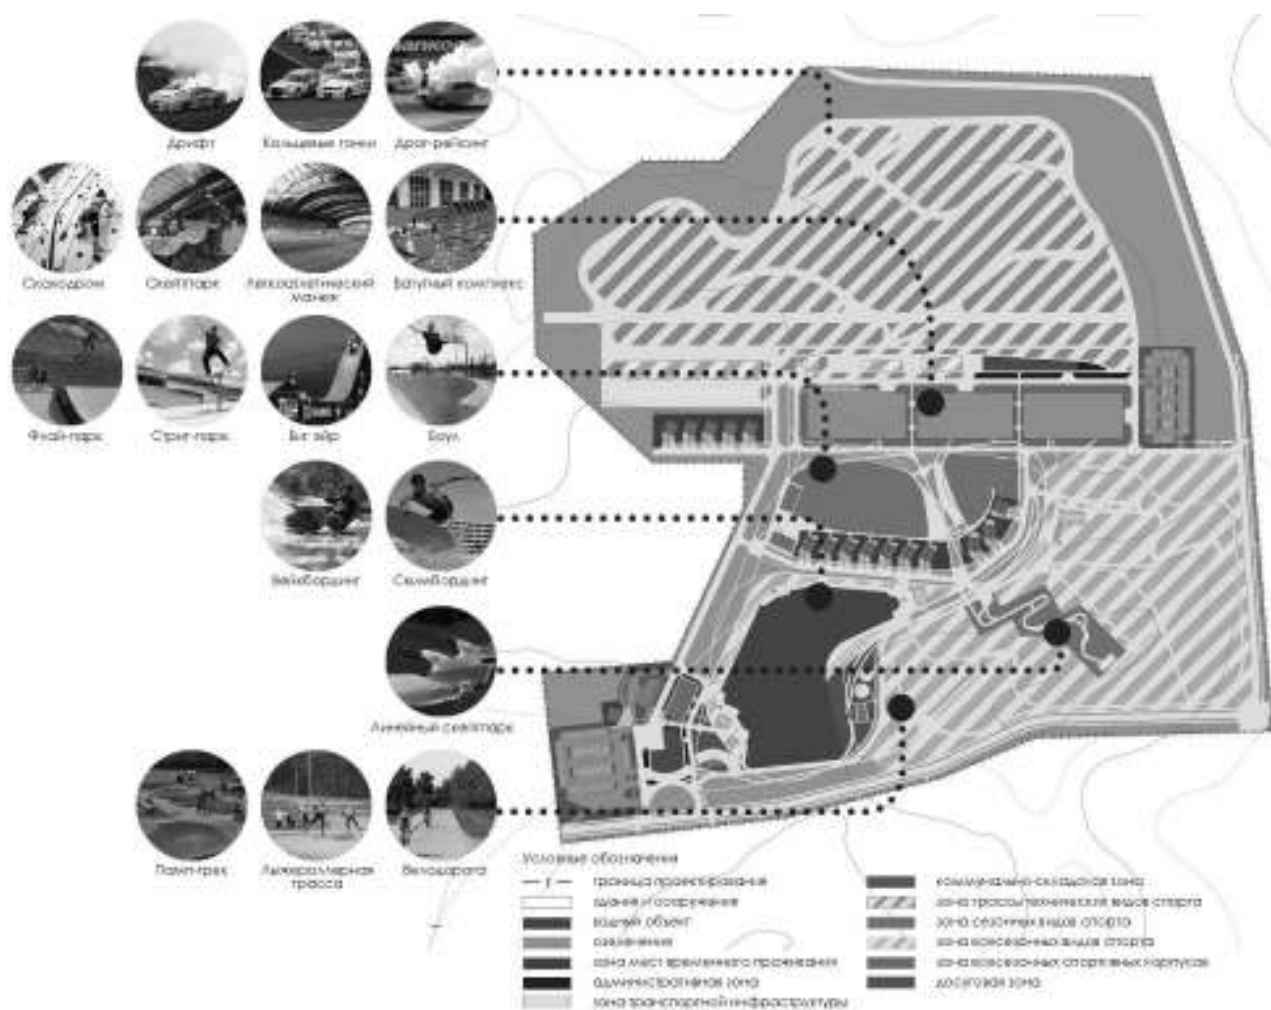 Дрифт
Кольцевые гонки
Драг-рейсинг
Скалодром
Скейтпарк
Легкоатлетический
манеж
Батутный комплекс
Флай-парк
Стрит-парк
Биг эйр
Боул
Вейкбординг
Свимбординг
Линейный скейтпарк
Памп-трек
Лыжероллерная
трасса
Велодорога
Условные обозначения
граница проектирования
здания и сооружения
водный объект
озеленение
зона мест временного проживания
административная зона
зона транспортной инфраструктуры
коммунально-складская зона
зона трассы технических видов спорта
зона сезонных видов спорта
зона всесезонных видов спорта
зона всесезонных спортивных корпусов
досуговая зона